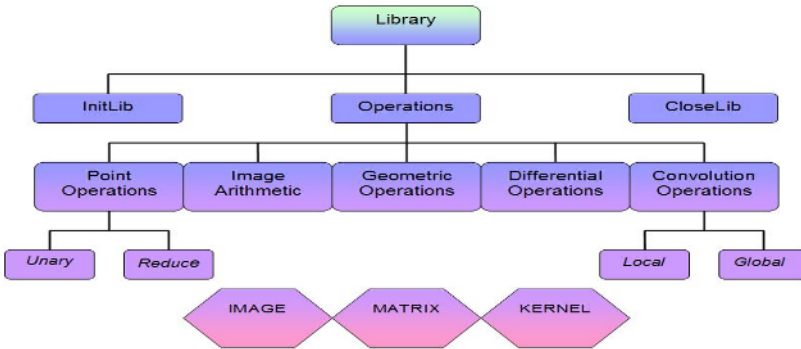 Library
InitLib
Operations
CloseLib
Point
Operations
Image
Arithmetic
Geometric
Operations
Differential
Operations
Convolution
Operations
Unary
Reduce
Local
Global
IMAGE
MATRIX
KERNEL